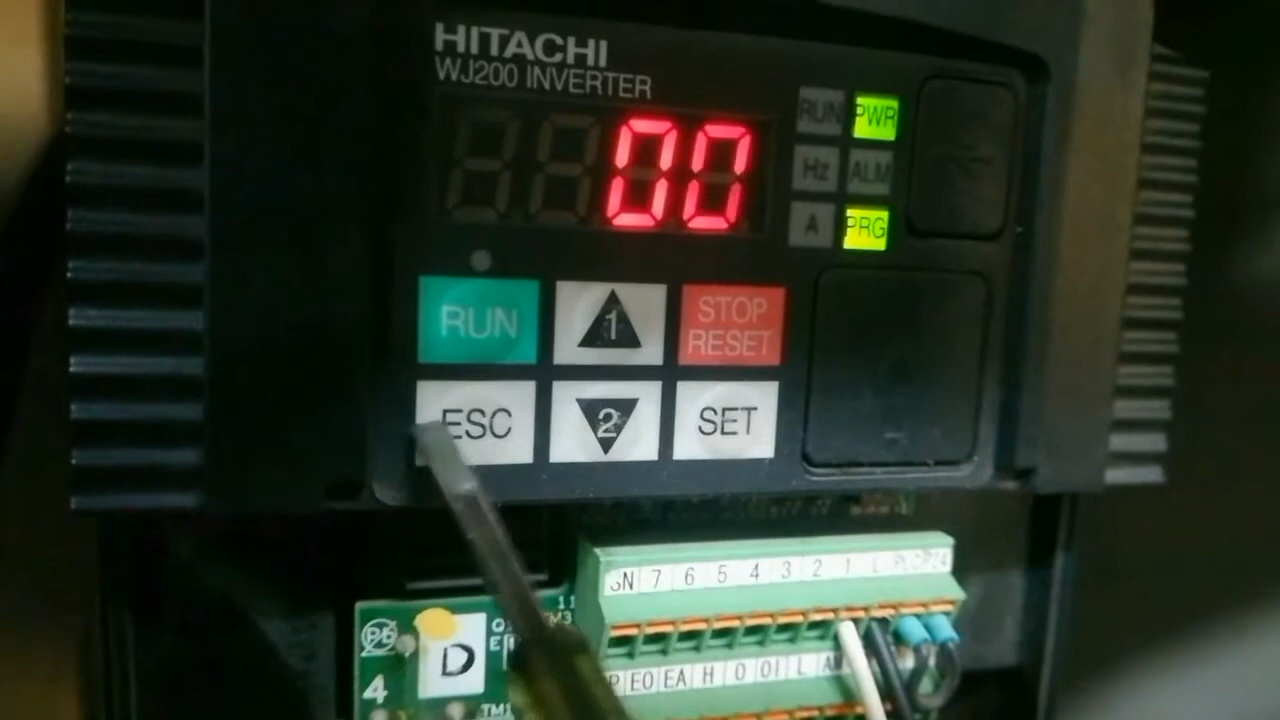 HITACHI
WJ200 INVERTER
00
RUN PWR
Hz ALM
A PRG
RUN 1 STOP RESET
ESC 2 SET
SN 7 6 5 4 3 2 1 L PLC P24
EO EA H O OI L
D
4
TM1